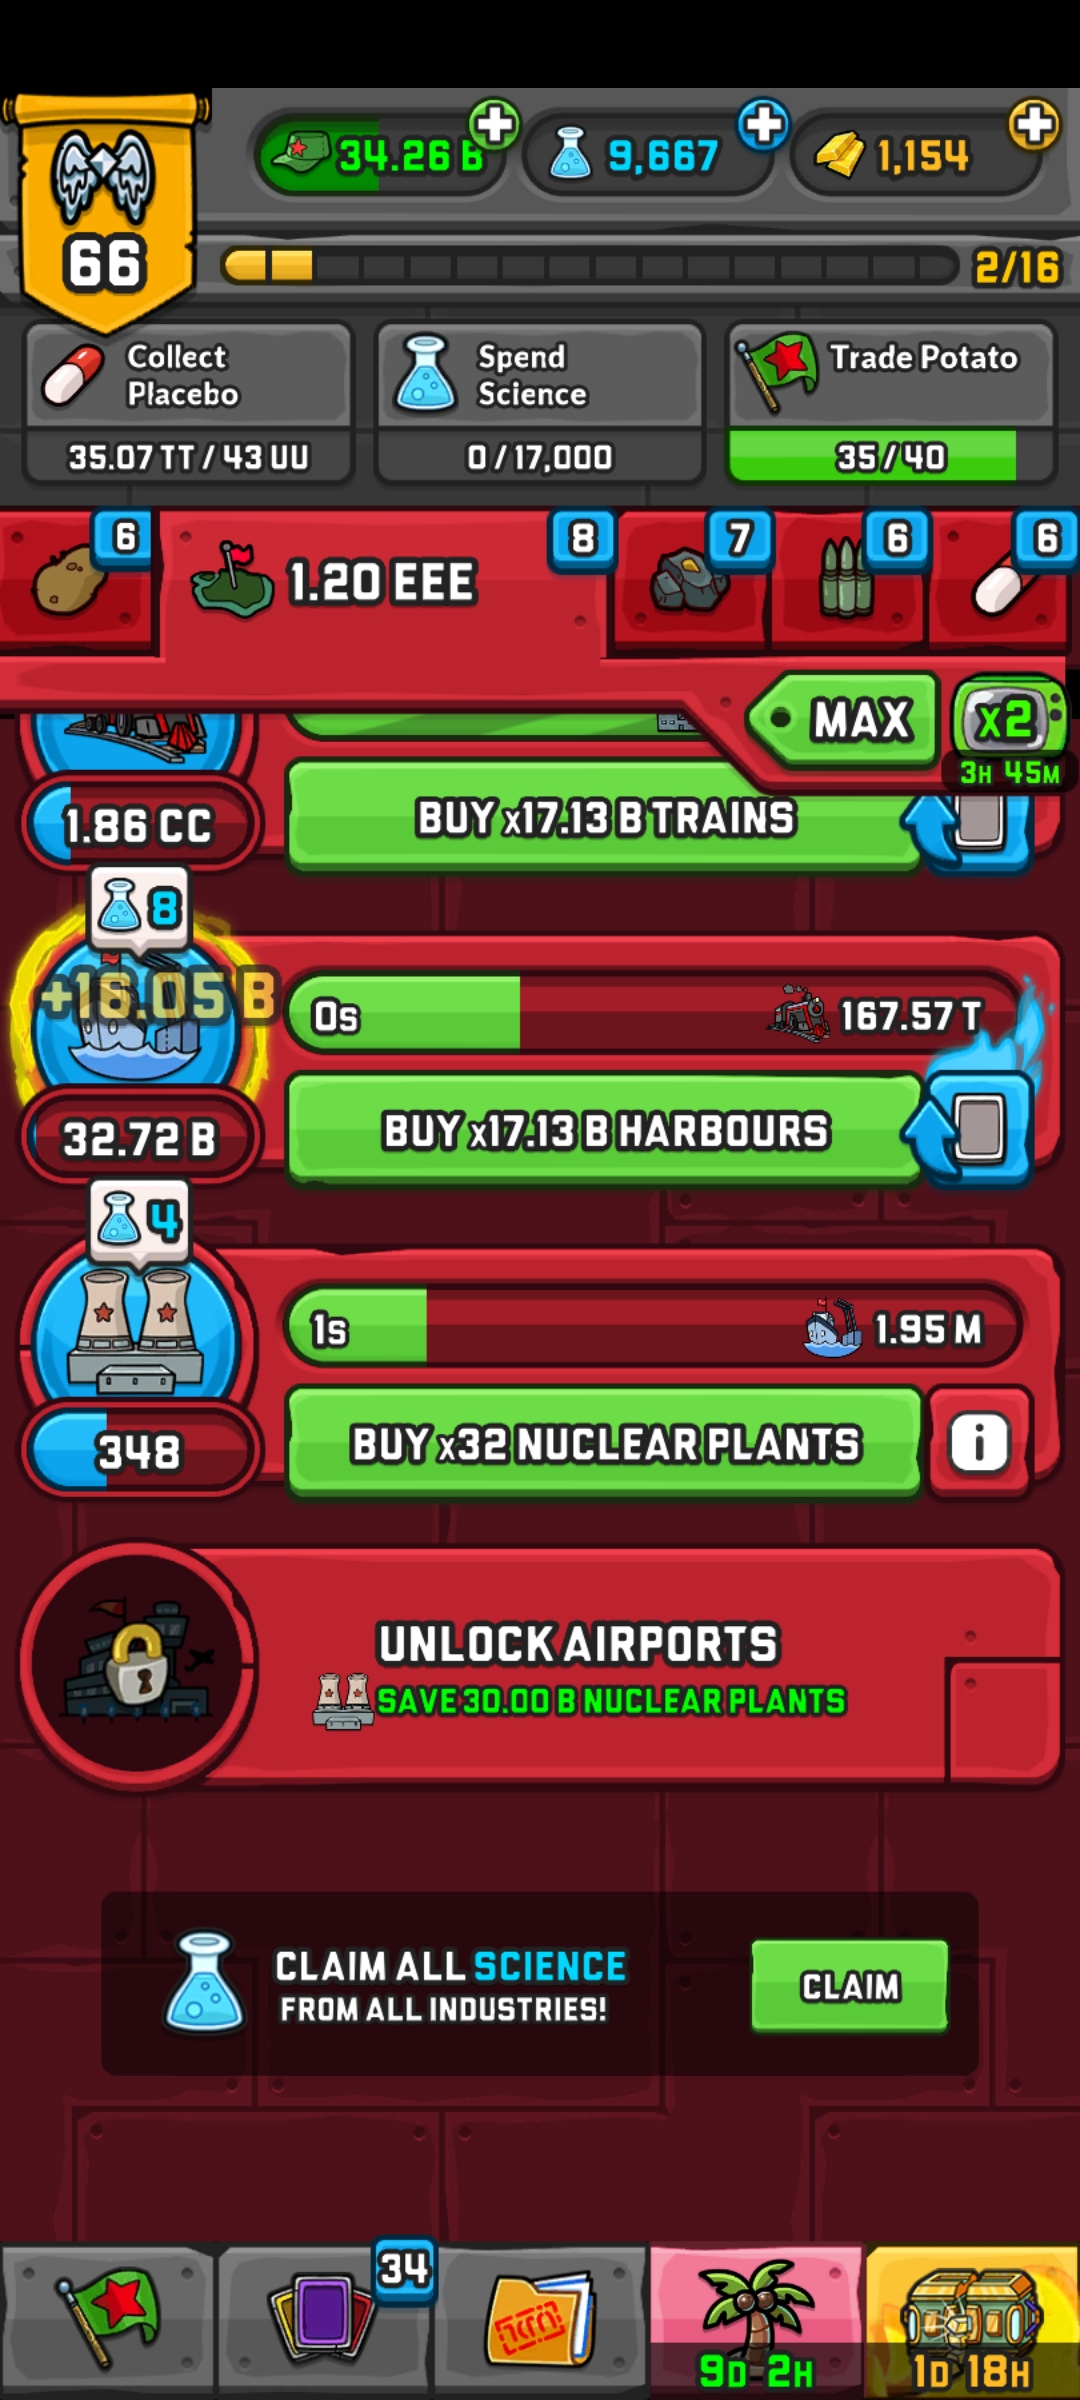 34.26 B
9,667
1,154
66
2/16
Collect
Placebo
Spend
Science
Trade Potato
35.07 TT / 43 UU
0 / 17,000
35 / 40
6
8
7
6
6
1.20 EEE
MAX
x2
3H 45M
1.86 CC
BUY x17.13 B TRAINS
8
+16.05 B
0s
167.57 T
32.72 B
BUY x17.13 B HARBOURS
4
1s
1.95 M
348
BUY x32 NUCLEAR PLANTS
i
UNLOCK AIRPORTS
SAVE 30.00 B NUCLEAR PLANTS
CLAIM ALL SCIENCE
FROM ALL INDUSTRIES!
CLAIM
34
9D 2H
1D 18H